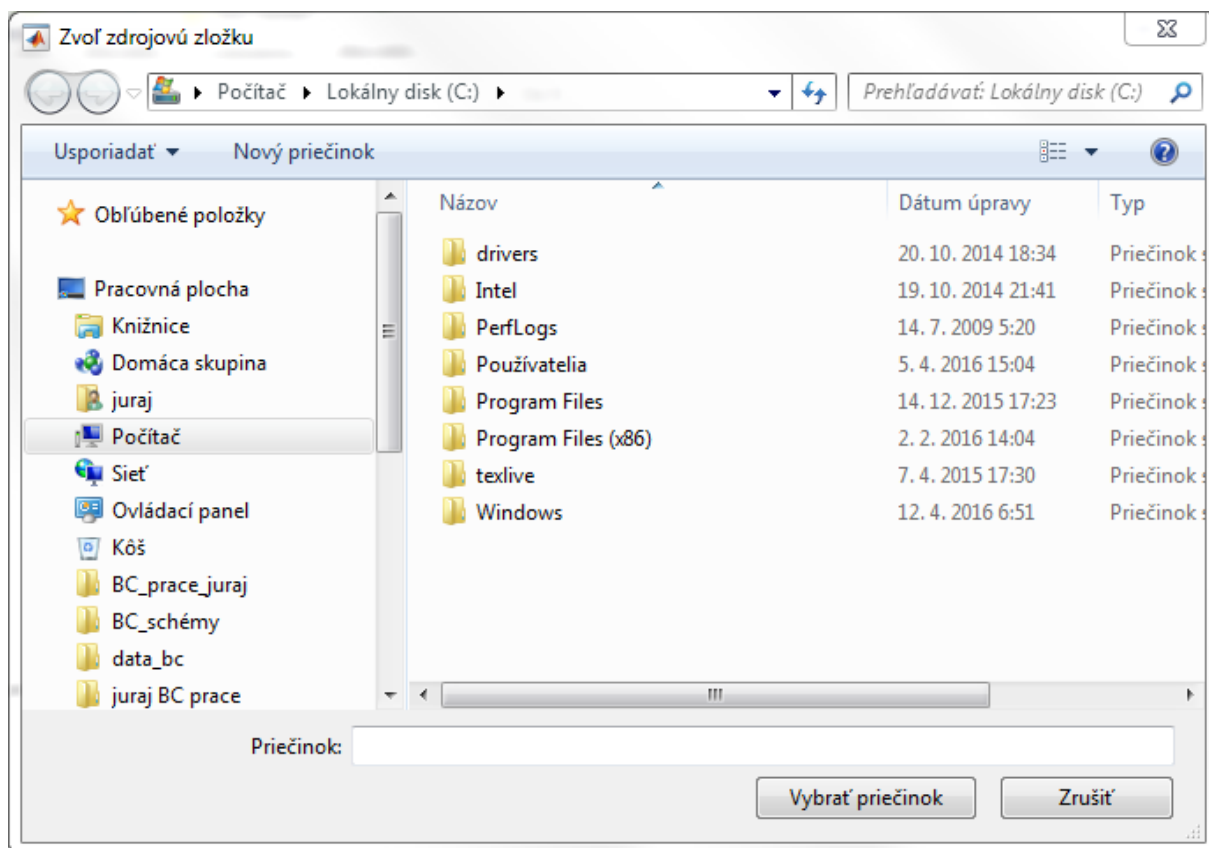 Zvoľ zdrojovú zložku
Počítač Lokálny disk (C:) Prehľadávať: Lokálny disk (C:)
Usporiadať Nový priečinok
Obľúbené položky
Pracovná plocha
Knižnice
Domáca skupina
juraj
Počítač
Sieť
Ovládací panel
Kôš
BC_prace_juraj
BC_schémy
data_bc
juraj BC prace
Názov Dátum úpravy Typ
drivers 20. 10. 2014 18:34 Priečinok s
Intel 19. 10. 2014 21:41 Priečinok s
PerfLogs 14. 7. 2009 5:20 Priečinok s
Používatelia 5. 4. 2016 15:04 Priečinok s
Program Files 14. 12. 2015 17:23 Priečinok s
Program Files (x86) 2. 2. 2016 14:04 Priečinok s
texlive 7. 4. 2015 17:30 Priečinok s
Windows 12. 4. 2016 6:51 Priečinok s
Priečinok:
Vybrať priečinok Zrušiť